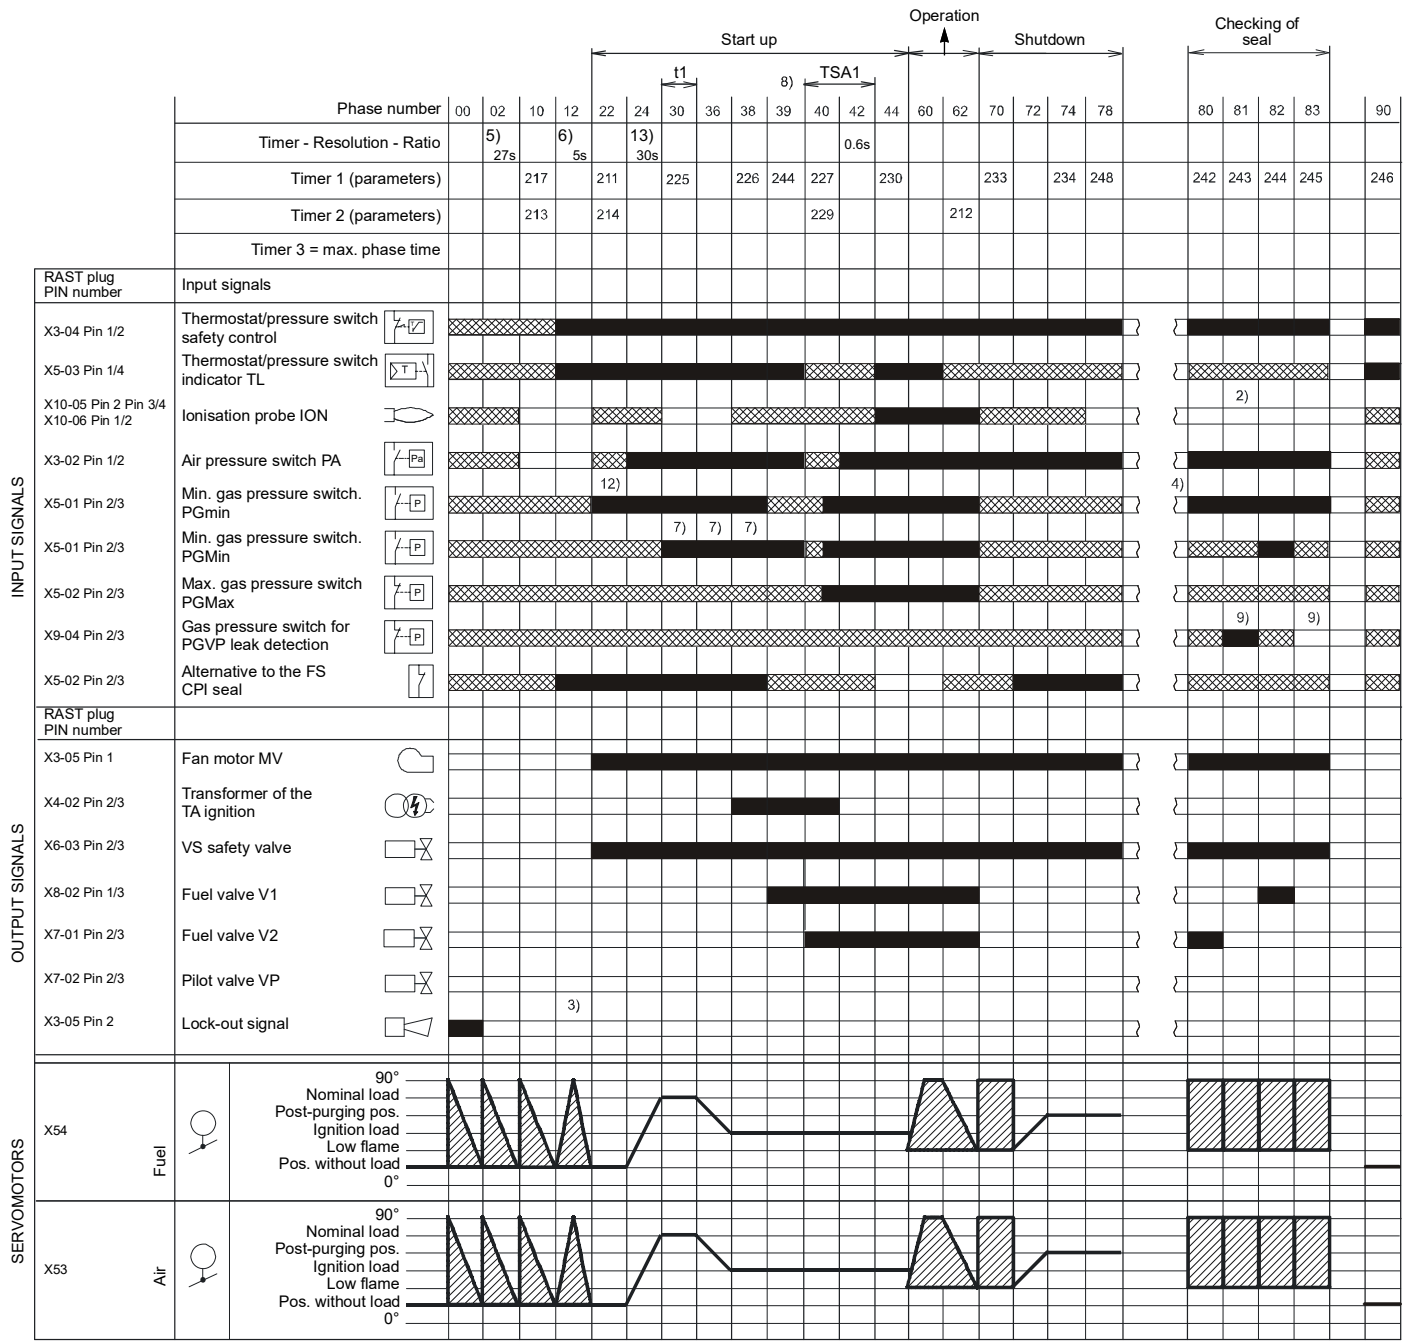 Operation
Checking of
seal
Start up
Shutdown
t1
8)
TSA1
Phase number 00 02 10 12 22 24 30 36 38 39 40 42 44 60 62 70 72 74 78 80 81 82 83 90
5) 6) 13)
Timer - Resolution - Ratio 27s 5s 30s 0.6s
Timer 1 (parameters) 217 211 225 226 244 227 230 233 234 248 242 243 244 245 246
Timer 2 (parameters) 213 214 229 212
Timer 3 = max. phase time
RAST plug
PIN number
Input signals
INPUT SIGNALS
X3-04 Pin 1/2
Thermostat/pressure switch
safety control
X5-03 Pin 1/4
Thermostat/pressure switch
indicator TL
T
2)
X10-05 Pin 2 Pin 3/4
X10-06 Pin 1/2
Ionisation probe ION
X3-02 Pin 1/2
Air pressure switch PA
Pa
12)
4)
X5-01 Pin 2/3
Min. gas pressure switch.
PGmin
P
7) 7) 7)
X5-01 Pin 2/3
Min. gas pressure switch.
PGMin
P
X5-02 Pin 2/3
Max. gas pressure switch
PGMax
P
9) 9)
X9-04 Pin 2/3
Gas pressure switch for
PGVP leak detection
P
X5-02 Pin 2/3
Alternative to the FS
CPI seal
RAST plug
PIN number
OUTPUT SIGNALS
X3-05 Pin 1
Fan motor MV
X4-02 Pin 2/3
Transformer of the
TA ignition
X6-03 Pin 2/3
VS safety valve
X8-02 Pin 1/3
Fuel valve V1
X7-01 Pin 2/3
Fuel valve V2
X7-02 Pin 2/3
Pilot valve VP
3)
X3-05 Pin 2
Lock-out signal
SERVOMOTORS
X54
Fuel
90°
Nominal load
Post-purging pos.
Ignition load
Low flame
Pos. without load
0°
X53
Air
90°
Nominal load
Post-purging pos.
Ignition load
Low flame
Pos. without load
0°